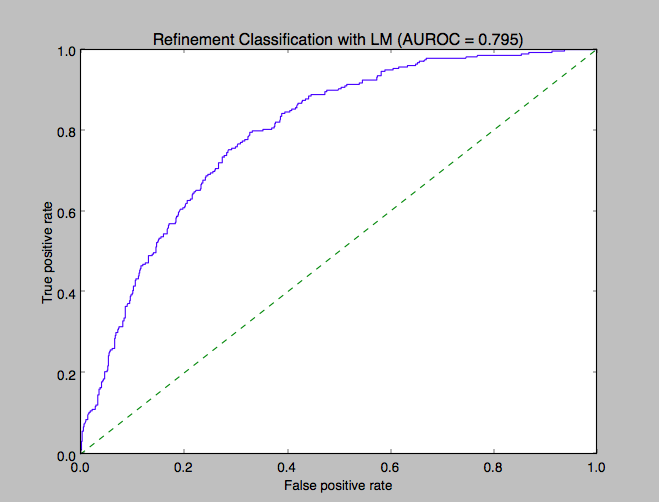 Refinement Classification with LM (AUROC = 0.795)
1.0
0.8
0.6
0.4
0.2
0.0
True positive rate
0.0 0.2 0.4 0.6 0.8 1.0
False positive rate